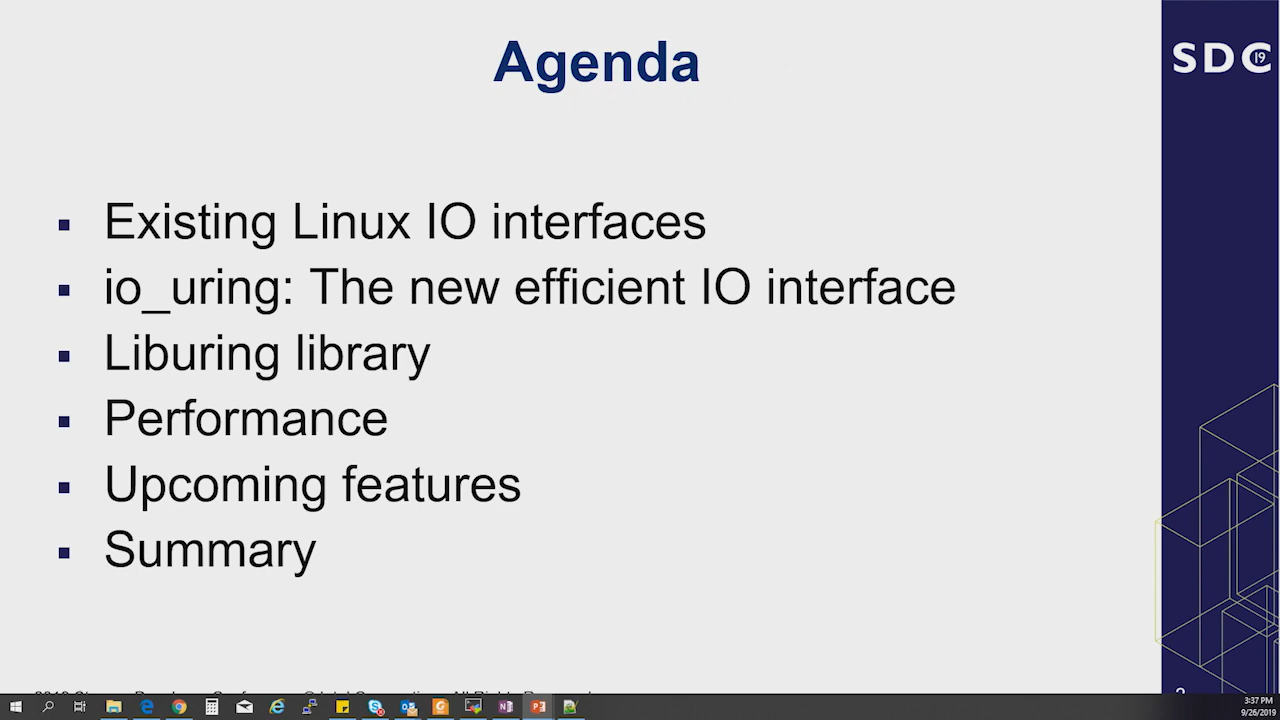 Agenda
SDC 19
Existing Linux IO interfaces
io_uring: The new efficient IO interface
Liburing library
Performance
Upcoming features
Summary
3:37 PM
9/26/2019